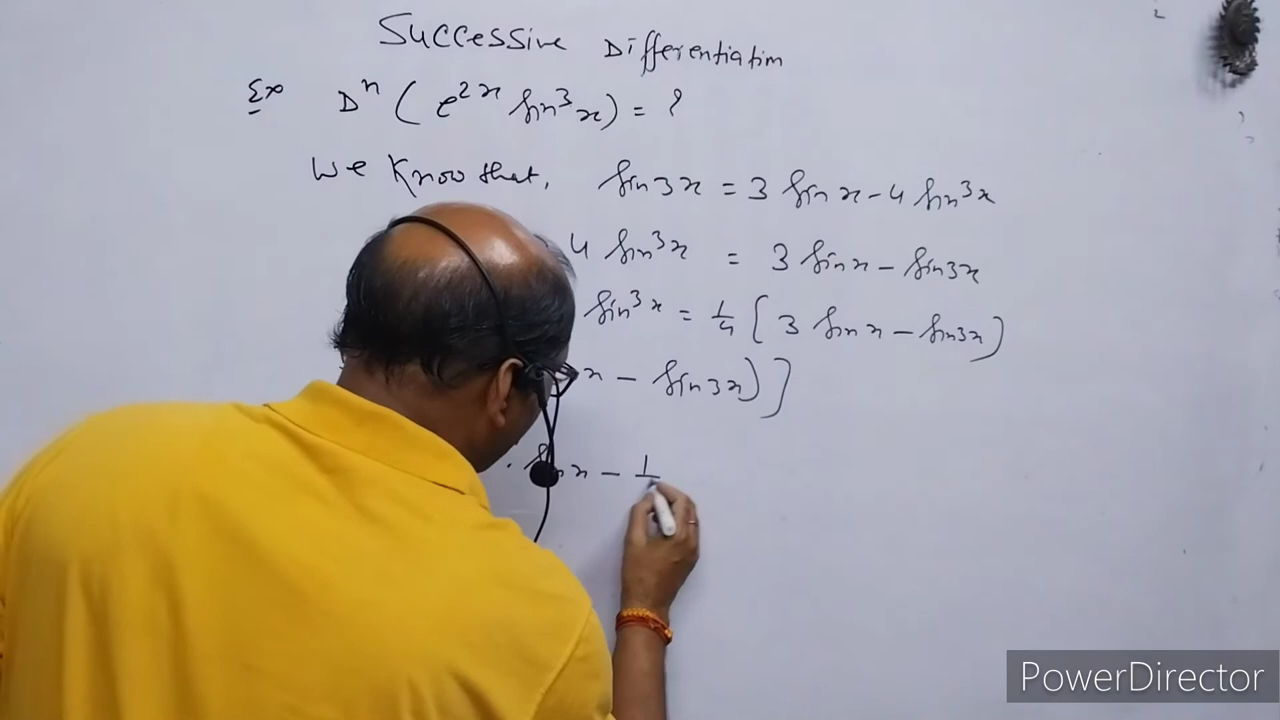 Successive Differentiation
Ex D^n ( e^2x sin^3 x) = ?
We know that, sin 3x = 3 sin x - 4 sin^3 x
4 sin^3 x = 3 sin x - sin 3x
sin^3 x = 1/4 [ 3 sin x - sin 3x )
x - sin 3x ) ]
. sin x - 1
PowerDirector